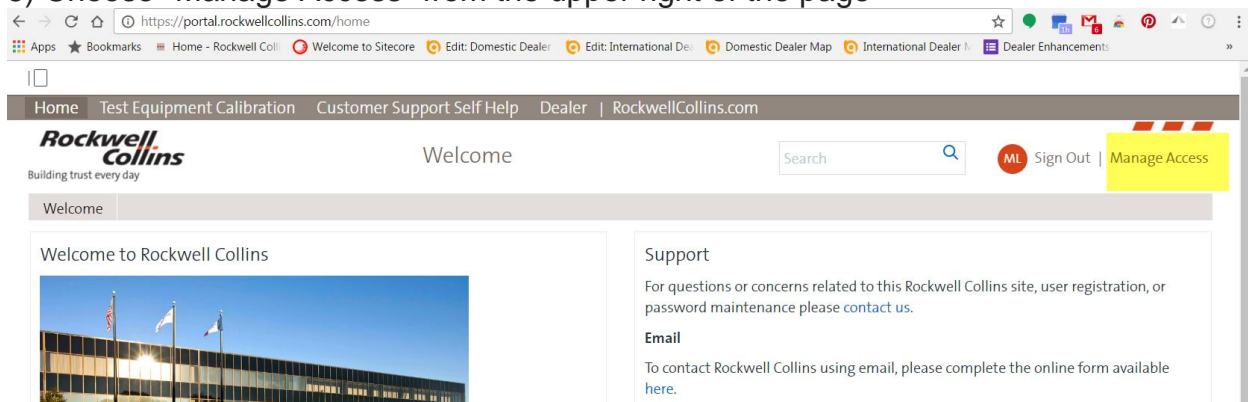 Choose "Manage Access" from the upper right of the page
https://portal.rockwellcollins.com/home
Apps Bookmarks Home - Rockwell Coll Welcome to Sitecore Edit: Domestic Dealer Edit: International De Domestic Dealer Map International Dealer Dealer Enhancements »
Home Test Equipment Calibration Customer Support Self Help Dealer | RockwellCollins.com
Rockwell
Collins
Building trust every day
Welcome
Search
ML Sign Out | Manage Access
Welcome
Welcome to Rockwell Collins
Support
For questions or concerns related to this Rockwell Collins site, user registration, or
password maintenance please contact us.
Email
To contact Rockwell Collins using email, please complete the online form available
here.